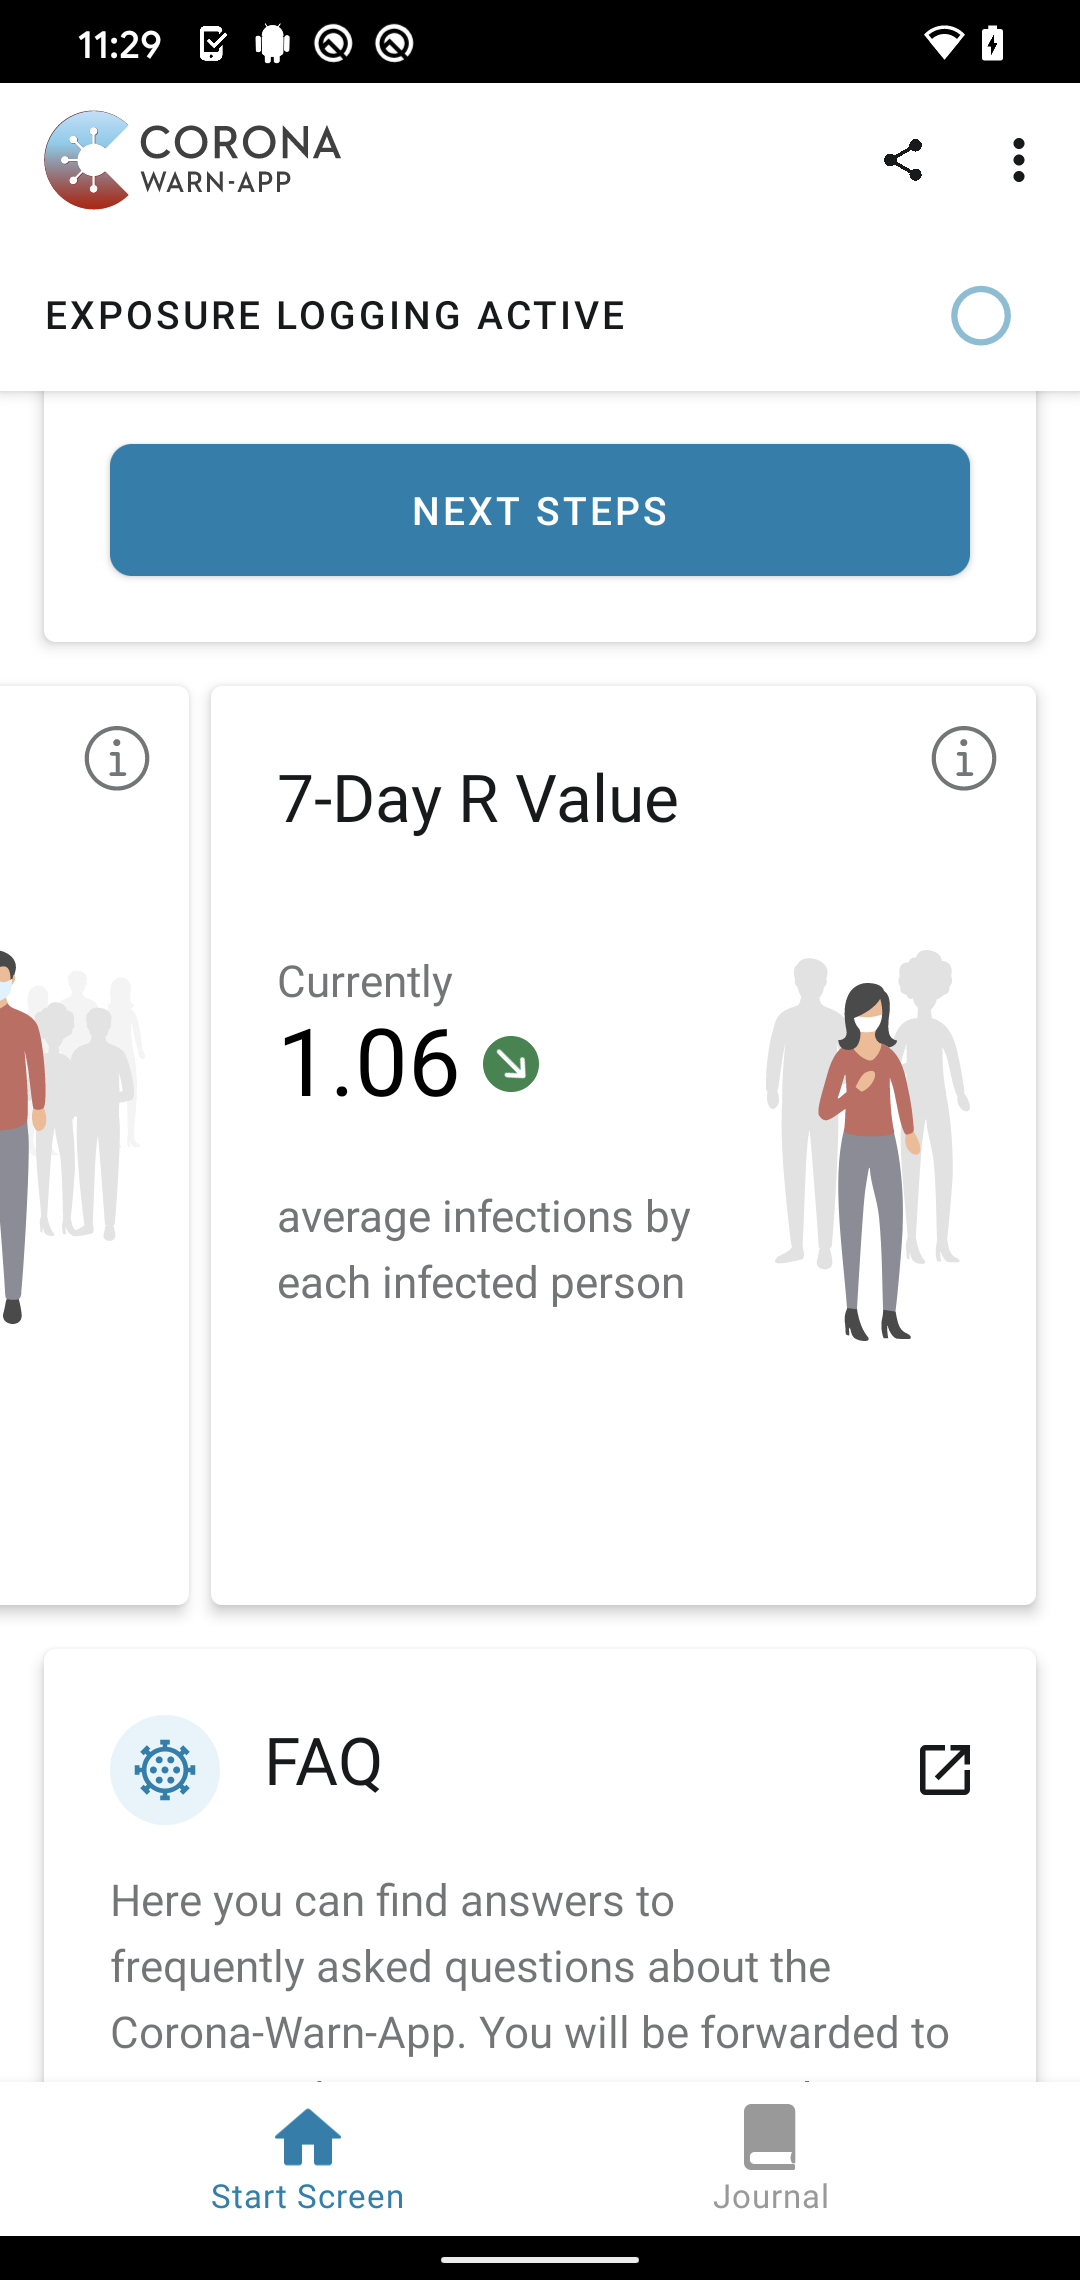 11:29
CORONA
WARN-APP
EXPOSURE LOGGING ACTIVE
NEXT STEPS
7-Day R Value
Currently
1.06
average infections by
each infected person
FAQ
Here you can find answers to
frequently asked questions about the
Corona-Warn-App. You will be forwarded to
Start Screen
Journal